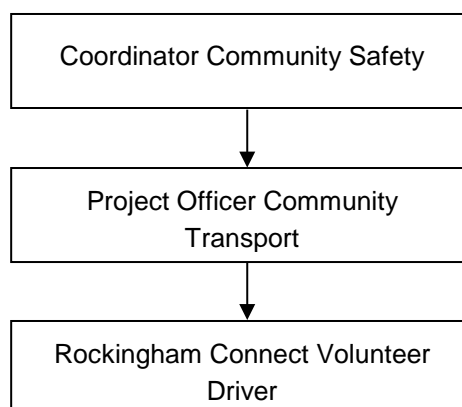 Coordinator Community Safety
Project Officer Community
Transport
Rockingham Connect Volunteer
Driver